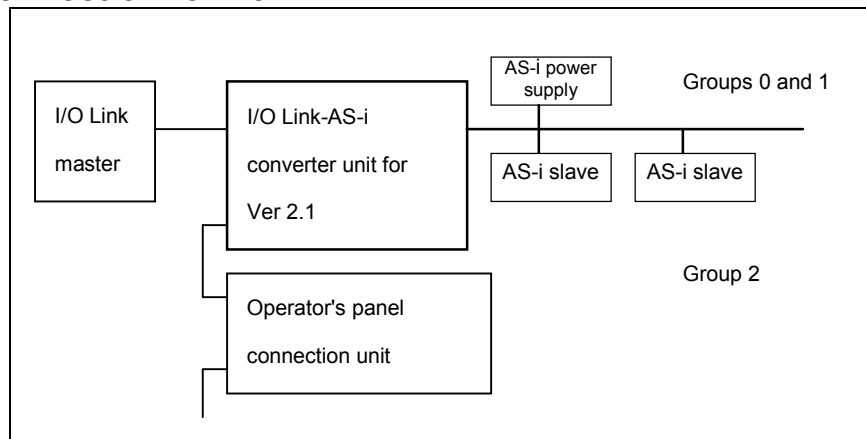 AS-i power
supply
Groups 0 and 1
I/O Link
master
I/O Link-AS-i
converter unit for
Ver 2.1
AS-i slave
AS-i slave
Group 2
Operator's panel
connection unit